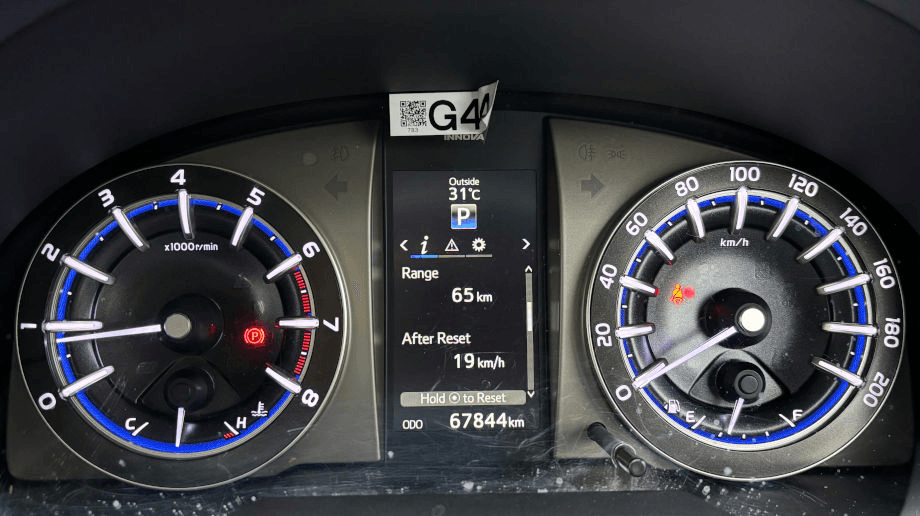 G40
783
INNOVA
Outside
31°C
P
i
Range
65 km
After Reset
19 km/h
Hold to Reset
ODO 67844 km
0
1
2
3
4
5
6
7
8
x1000r/min
P
C
H
0
20
40
60
80
100
120
140
160
180
200
km/h
E
F